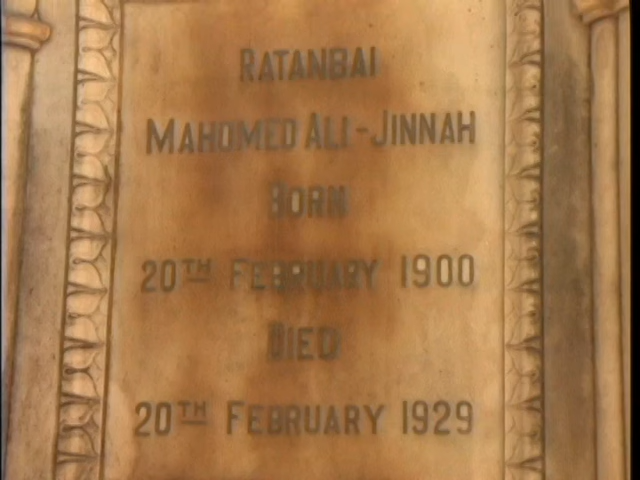 RATANBAI
MAHOMED ALI-JINNAH
BORN
20TH FEBRUARY 1900
DIED
20TH FEBRUARY 1929